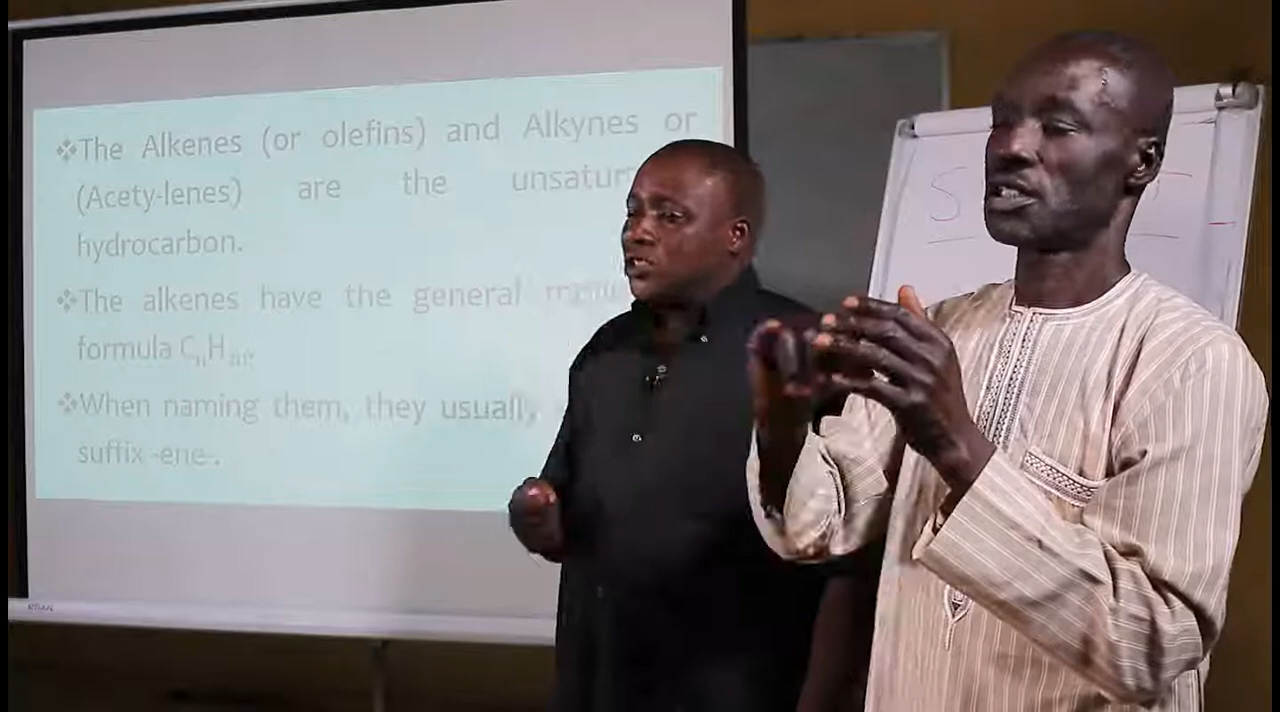 ❖The Alkenes (or olefins) and Alkynes or
(Acety-lenes) are the
hydrocarbon.
❖The alkenes have the general
formula CₙH₂ₙ.
❖When naming them, they usually,
suffix -ene-.
S